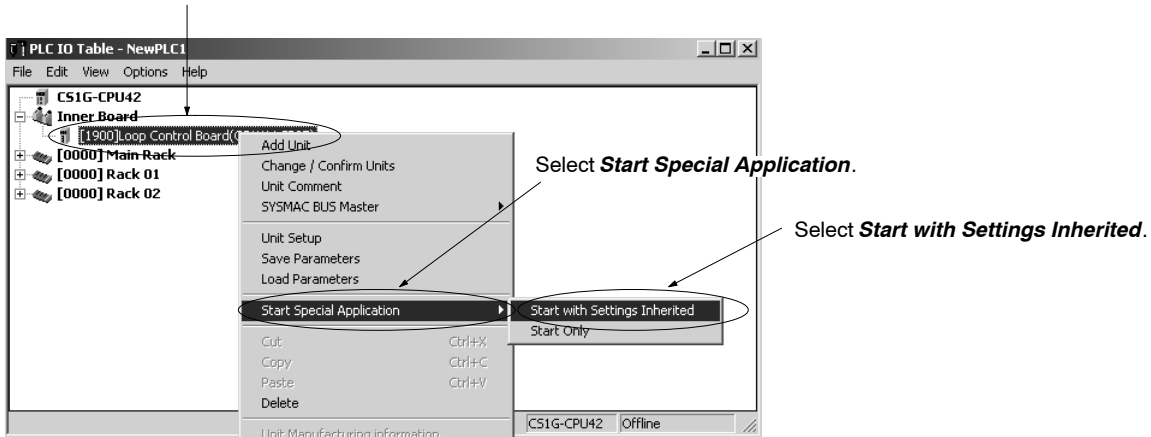 PLC IO Table - NewPLC1
File Edit View Options Help
CS1G-CPU42
Inner Board
[1900]Loop Control Board(
[0000] Main Rack
[0000] Rack 01
[0000] Rack 02
Add Unit
Change / Confirm Units
Unit Comment
SYSMAC BUS Master
Unit Setup
Save Parameters
Load Parameters
Start Special Application
Cut Ctrl+X
Copy Ctrl+C
Paste Ctrl+V
Delete
Unit Manufacturing information
Start with Settings Inherited
Start Only
Select Start Special Application.
Select Start with Settings Inherited.
CS1G-CPU42 Offline